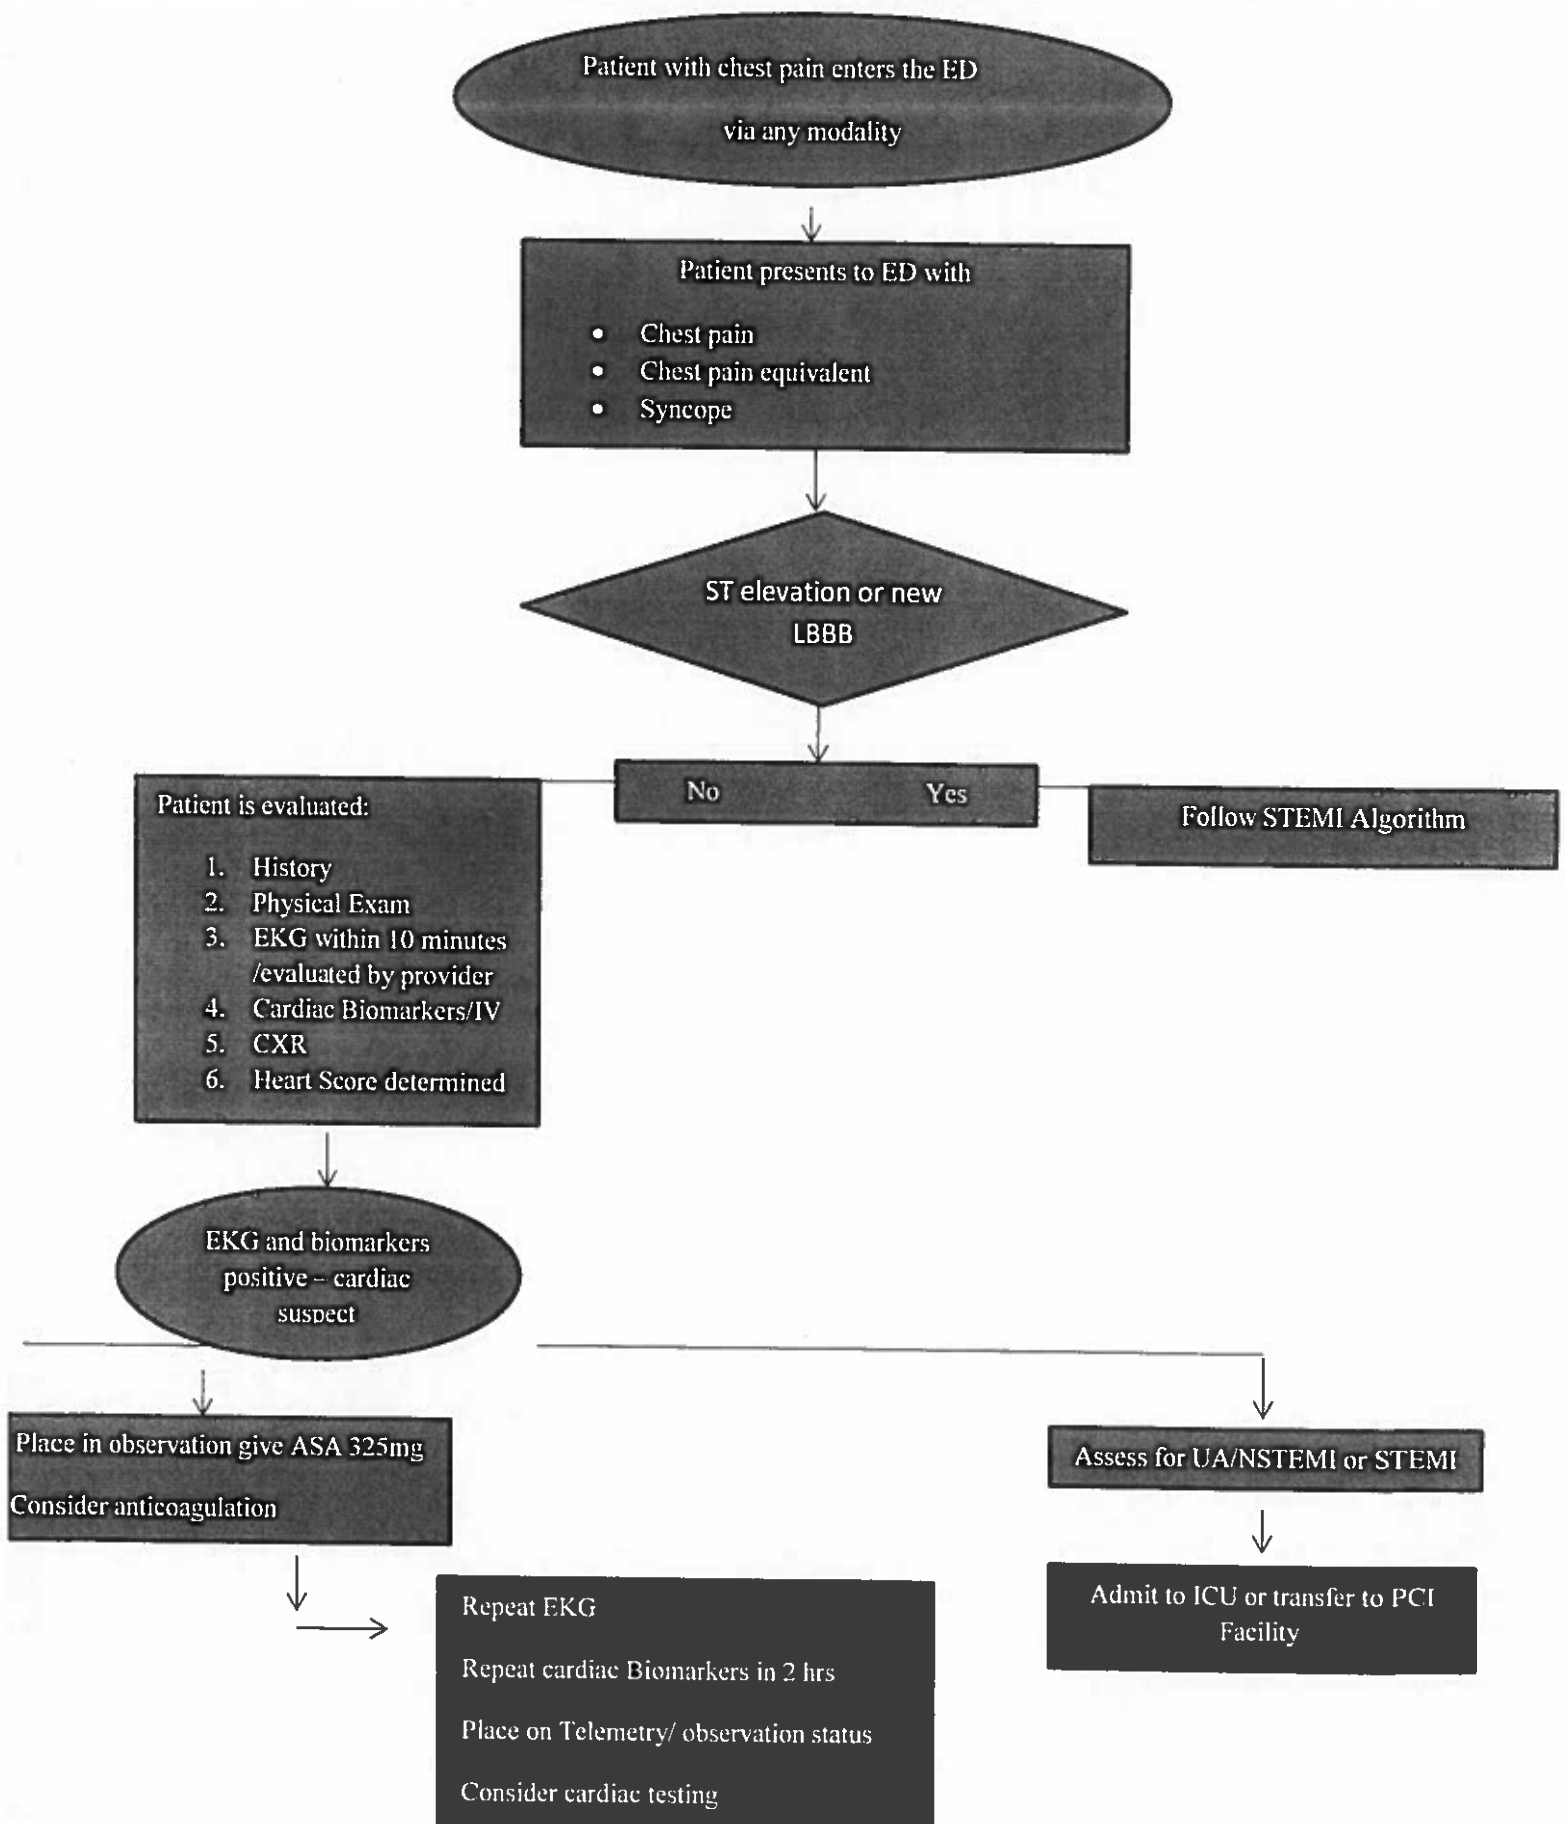 Patient with chest pain enters the ED
via any modality
Patient presents to ED with
• Chest pain
• Chest pain equivalent
• Syncope
ST elevation or new
LBBB
No Yes
Patient is evaluated:
1. History
2. Physical Exam
3. EKG within 10 minutes
/evaluated by provider
4. Cardiac Biomarkers/IV
5. CXR
6. Heart Score determined
Follow STEMI Algorithm
EKG and biomarkers
positive – cardiac
suspect
Place in observation give ASA 325mg
Consider anticoagulation
Repeat EKG
Repeat cardiac Biomarkers in 2 hrs
Place on Telemetry/ observation status
Consider cardiac testing
Assess for UA/NSTEMI or STEMI
Admit to ICU or transfer to PCI
Facility